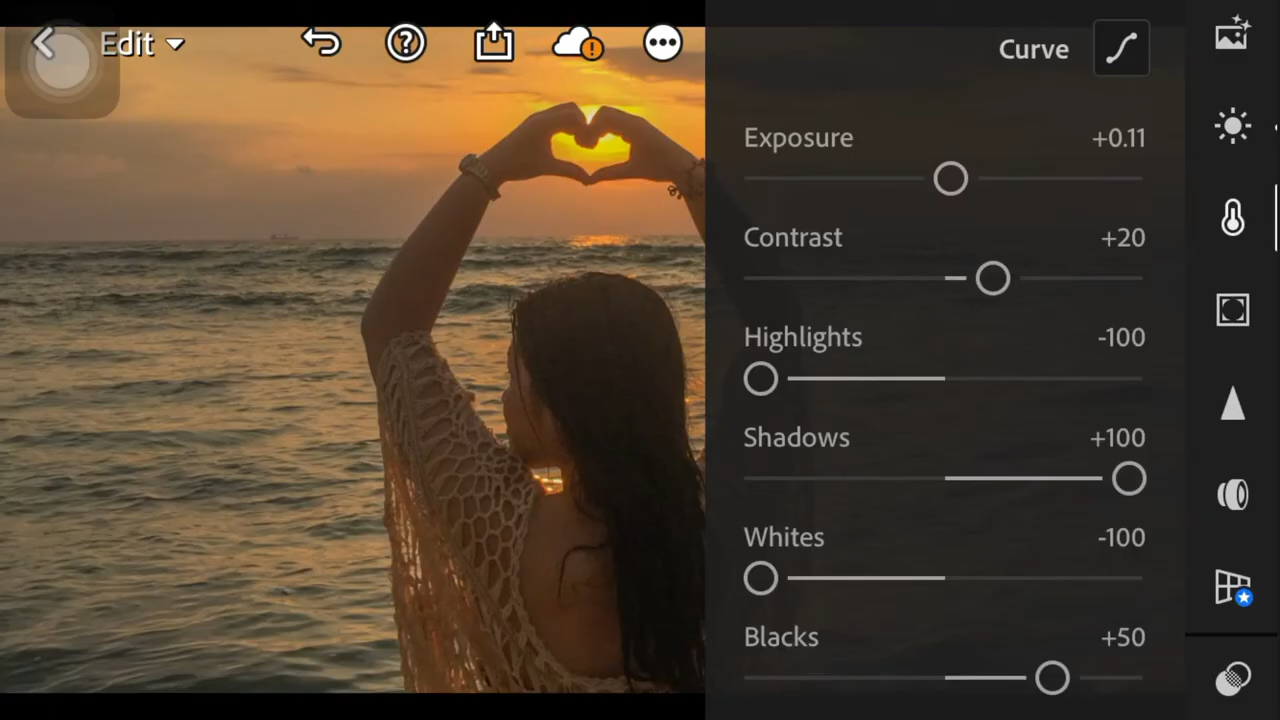 Edit
Curve
Exposure +0.11
Contrast +20
Highlights -100
Shadows +100
Whites -100
Blacks +50